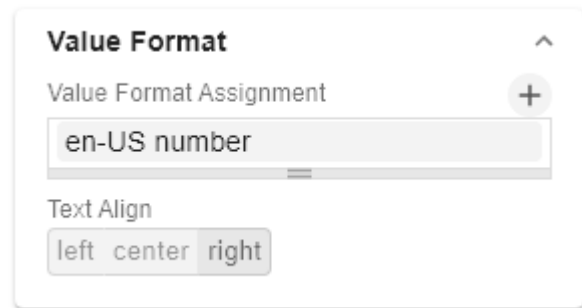 Value Format
Value Format Assignment
en-US number
Text Align
left center right